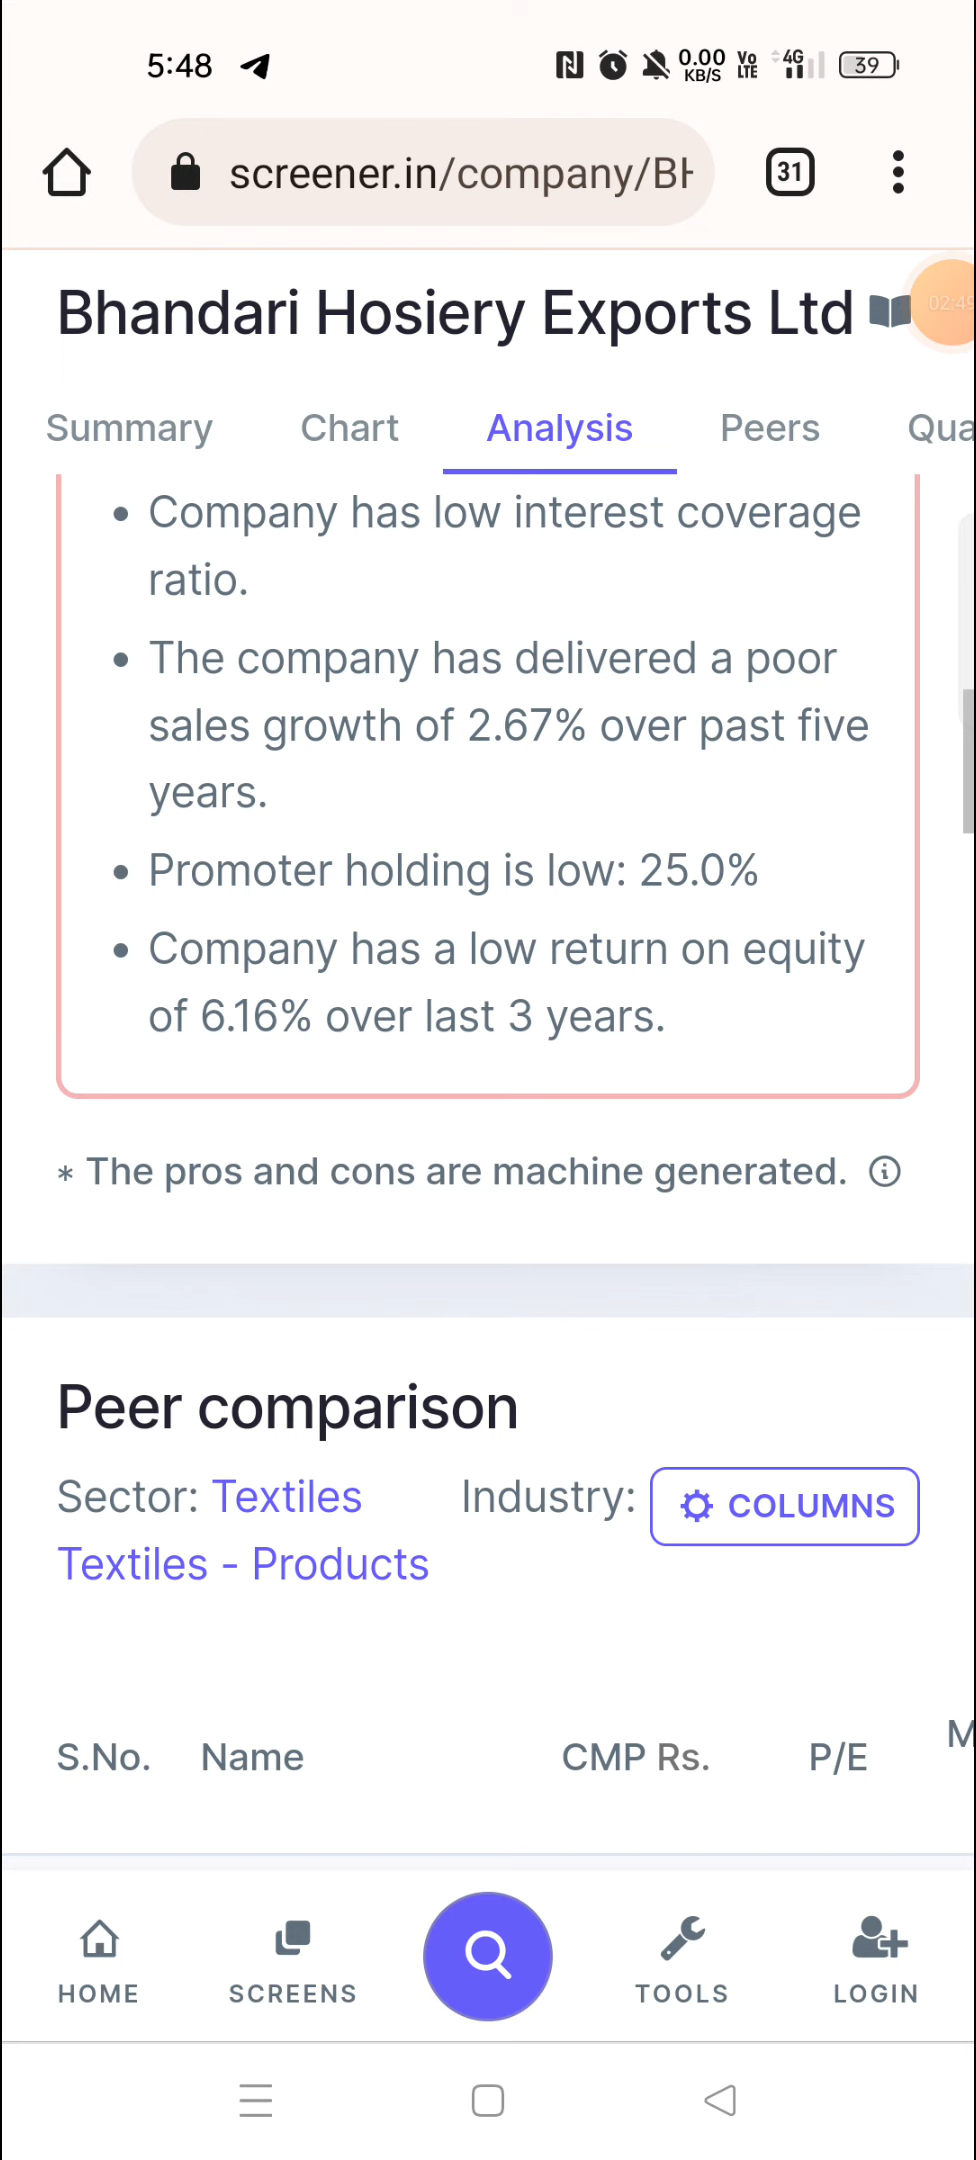 5:48 0.00 KB/S Vo LTE 4G 39
screener.in/company/BH 31
Bhandari Hosiery Exports Ltd
Summary Chart Analysis Peers Qua
• Company has low interest coverage
ratio.
• The company has delivered a poor
sales growth of 2.67% over past five
years.
• Promoter holding is low: 25.0%
• Company has a low return on equity
of 6.16% over last 3 years.
* The pros and cons are machine generated.
Peer comparison
Sector: Textiles Industry: COLUMNS
Textiles - Products
S.No. Name CMP Rs. P/E M
HOME SCREENS TOOLS LOGIN